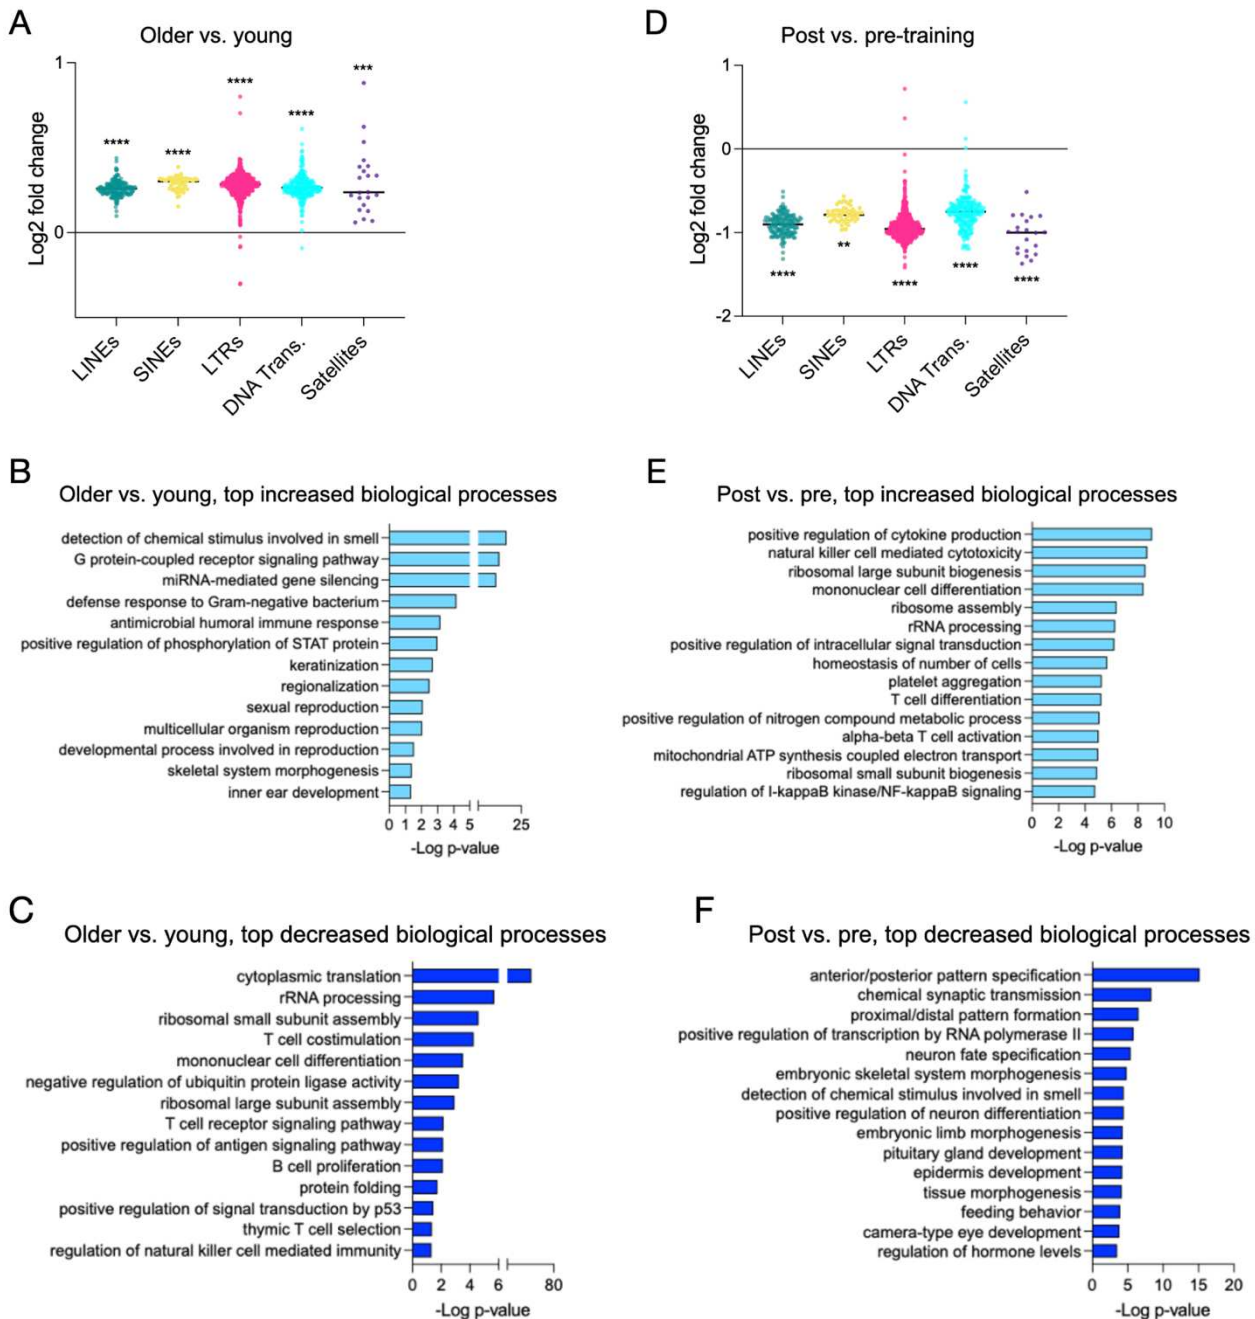 A
Older vs. young
Log2 fold change
1
0
****
****
****
****
***
LINEs
SINEs
LTRs
DNA Trans.
Satellites
D
Post vs. pre-training
Log2 fold change
1
0
-1
-2
****
**
****
****
****
LINEs
SINEs
LTRs
DNA Trans.
Satellites
B
Older vs. young, top increased biological processes
detection of chemical stimulus involved in smell
G protein-coupled receptor signaling pathway
miRNA-mediated gene silencing
defense response to Gram-negative bacterium
antimicrobial humoral immune response
positive regulation of phosphorylation of STAT protein
keratinization
regionalization
sexual reproduction
multicellular organism reproduction
developmental process involved in reproduction
skeletal system morphogenesis
inner ear development
0 1 2 3 4 5 25
-Log p-value
E
Post vs. pre, top increased biological processes
positive regulation of cytokine production
natural killer cell mediated cytotoxicity
ribosomal large subunit biogenesis
mononuclear cell differentiation
ribosome assembly
rRNA processing
positive regulation of intracellular signal transduction
homeostasis of number of cells
platelet aggregation
T cell differentiation
positive regulation of nitrogen compound metabolic process
alpha-beta T cell activation
mitochondrial ATP synthesis coupled electron transport
ribosomal small subunit biogenesis
regulation of I-kappaB kinase/NF-kappaB signaling
0 2 4 6 8 10
-Log p-value
C
Older vs. young, top decreased biological processes
cytoplasmic translation
rRNA processing
ribosomal small subunit assembly
T cell costimulation
mononuclear cell differentiation
negative regulation of ubiquitin protein ligase activity
ribosomal large subunit assembly
T cell receptor signaling pathway
positive regulation of antigen signaling pathway
B cell proliferation
protein folding
positive regulation of signal transduction by p53
thymic T cell selection
regulation of natural killer cell mediated immunity
0 2 4 6 80
-Log p-value
F
Post vs. pre, top decreased biological processes
anterior/posterior pattern specification
chemical synaptic transmission
proximal/distal pattern formation
positive regulation of transcription by RNA polymerase II
neuron fate specification
embryonic skeletal system morphogenesis
detection of chemical stimulus involved in smell
positive regulation of neuron differentiation
embryonic limb morphogenesis
pituitary gland development
epidermis development
tissue morphogenesis
feeding behavior
camera-type eye development
regulation of hormone levels
0 5 10 15 20
-Log p-value